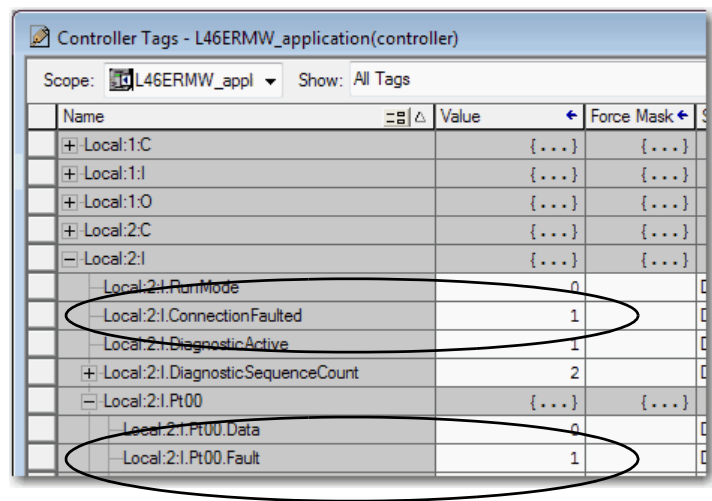 Controller Tags - L46ERMW_application(controller)
Scope: L46ERMW_appl Show: All Tags
Name Value Force Mask S
Local:1:C {...} {...}
Local:1:I {...} {...}
Local:1:O {...} {...}
Local:2:C {...} {...}
Local:2:I {...} {...}
Local:2:I.RunMode 0 D
Local:2:I.ConnectionFaulted 1 D
Local:2:I.DiagnosticActive 1 D
Local:2:I.DiagnosticSequenceCount 2 D
Local:2:I.Pt00 {...} {...}
Local:2:I.Pt00.Data 0 D
Local:2:I.Pt00.Fault 1 D